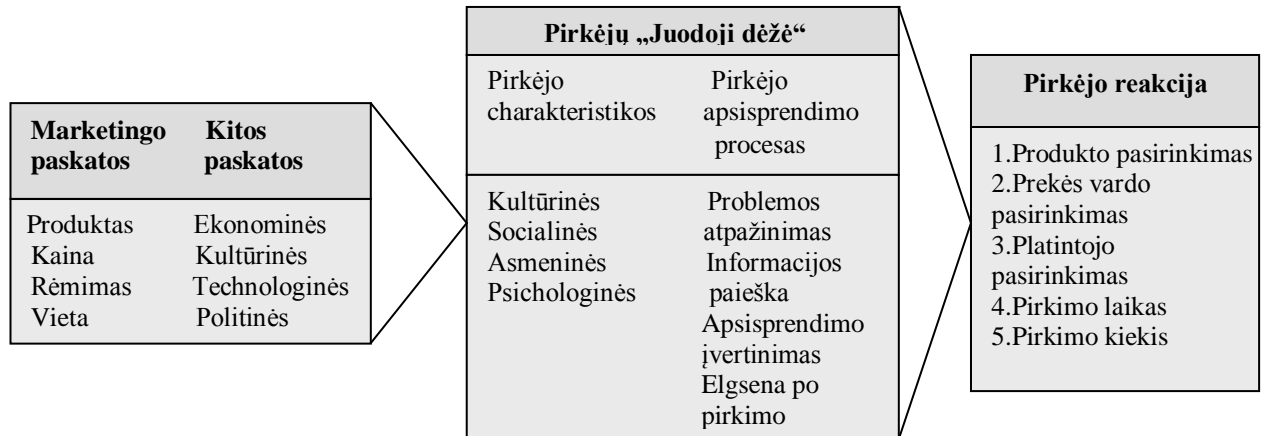 Marketingo paskatos
Kitos paskatos
Produktas
Kaina
Rėmimas
Vieta
Ekonominės
Kultūrinės
Technologinės
Politinės
Pirkėjų „Juodoji dėžė“
Pirkėjo
charakteristikos
Pirkėjo
apsisprendimo
procesas
Kultūrinės
Socialinės
Asmeninės
Psichologinės
Problemos
atpažinimas
Informacijos
paieška
Apsisprendimo
įvertinimas
Elgsena po
pirkimo
Pirkėjo reakcija
1.Produkto pasirinkimas
2.Prekės vardo
pasirinkimas
3.Platintojo
pasirinkimas
4.Pirkimo laikas
5.Pirkimo kiekis